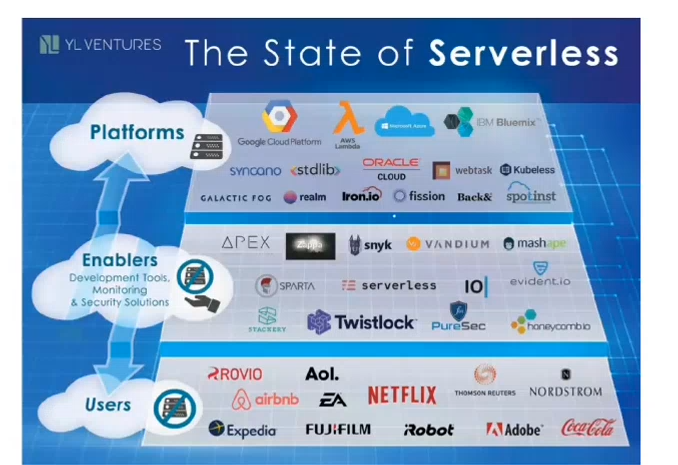 YL VENTURES
The State of Serverless
Platforms
Google Cloud Platform
AWS
Lambda
Microsoft Azure
IBM Bluemix
syncano
<stdlib>
ORACLE
CLOUD
webtask
Kubeless
GALACTIC FOG
realm
Iron.io
fission
Back&
spotinst
Enablers
Development Tools,
Monitoring
& Security Solutions
APEX
Zappa
snyk
VANDIUM
mashape
SPARTA
serverless
IO|
evident.io
STACKERY
Twistlock
PureSec
honeycomb.io
Users
ROVIO
Aol.
airbnb
EA
NETFLIX
THOMSON REUTERS
NORDSTROM
Expedia
FUJIFILM
iRobot
Adobe
Coca-Cola